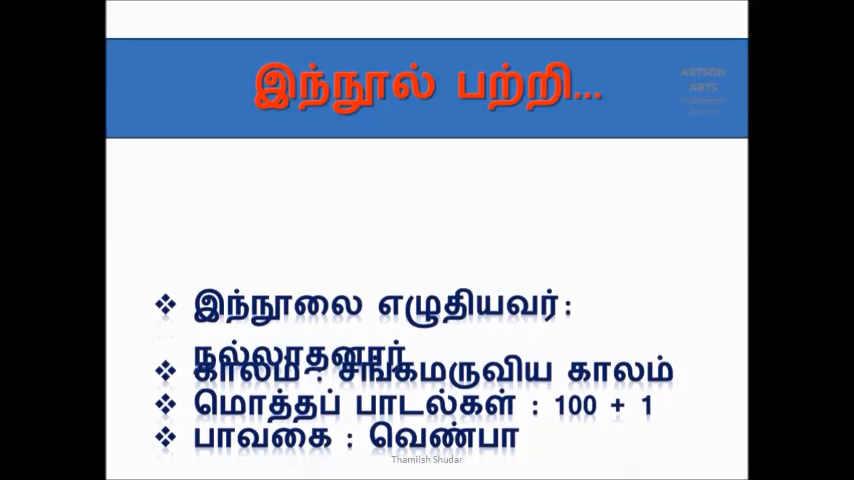 இந்நூல் பற்றி...
ARTSON
ARTS
❖ இந்நூலை எழுதியவர் :
நல்லாதனார்
❖ காலம் : சங்கமருவிய காலம்
❖ மொத்தப் பாடல்கள் : 100 + 1
❖ பாவகை : வெண்பா
Thamilsh Shudar